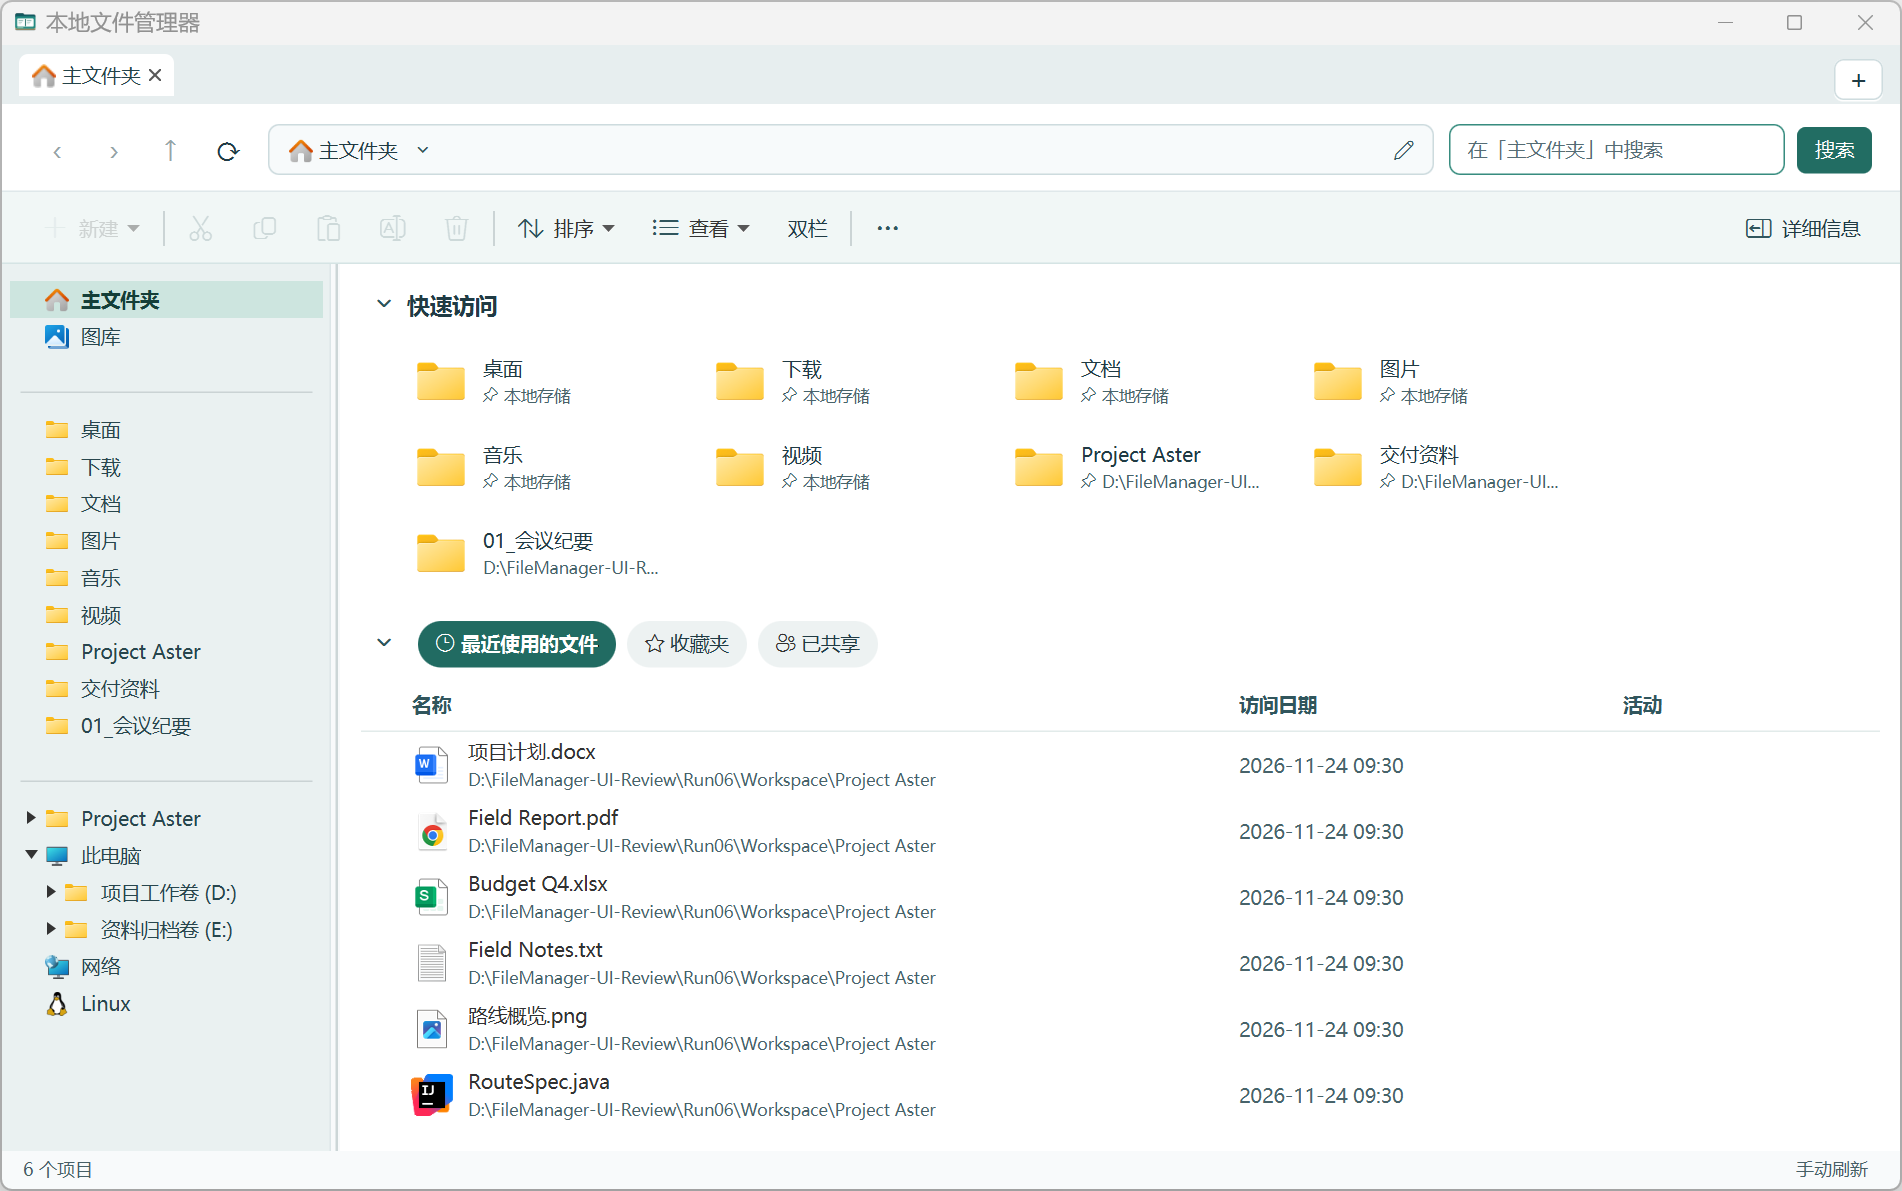 本地文件管理器
主文件夹
主文件夹
在「主文件夹」中搜索
搜索
新建
排序
查看
双栏
详细信息
主文件夹
图库
桌面
下载
文档
图片
音乐
视频
Project Aster
交付资料
01_会议纪要
Project Aster
此电脑
项目工作卷 (D:)
资料归档卷 (E:)
网络
Linux
快速访问
桌面
本地存储
下载
本地存储
文档
本地存储
图片
本地存储
音乐
本地存储
视频
本地存储
Project Aster
D:\FileManager-UI...
交付资料
D:\FileManager-UI...
01_会议纪要
D:\FileManager-UI-R...
最近使用的文件 收藏夹 已共享
名称 访问日期 活动
项目计划.docx
D:\FileManager-UI-Review\Run06\Workspace\Project Aster
2026-11-24 09:30
Field Report.pdf
D:\FileManager-UI-Review\Run06\Workspace\Project Aster
2026-11-24 09:30
Budget Q4.xlsx
D:\FileManager-UI-Review\Run06\Workspace\Project Aster
2026-11-24 09:30
Field Notes.txt
D:\FileManager-UI-Review\Run06\Workspace\Project Aster
2026-11-24 09:30
路线概览.png
D:\FileManager-UI-Review\Run06\Workspace\Project Aster
2026-11-24 09:30
RouteSpec.java
D:\FileManager-UI-Review\Run06\Workspace\Project Aster
2026-11-24 09:30
6 个项目
手动刷新